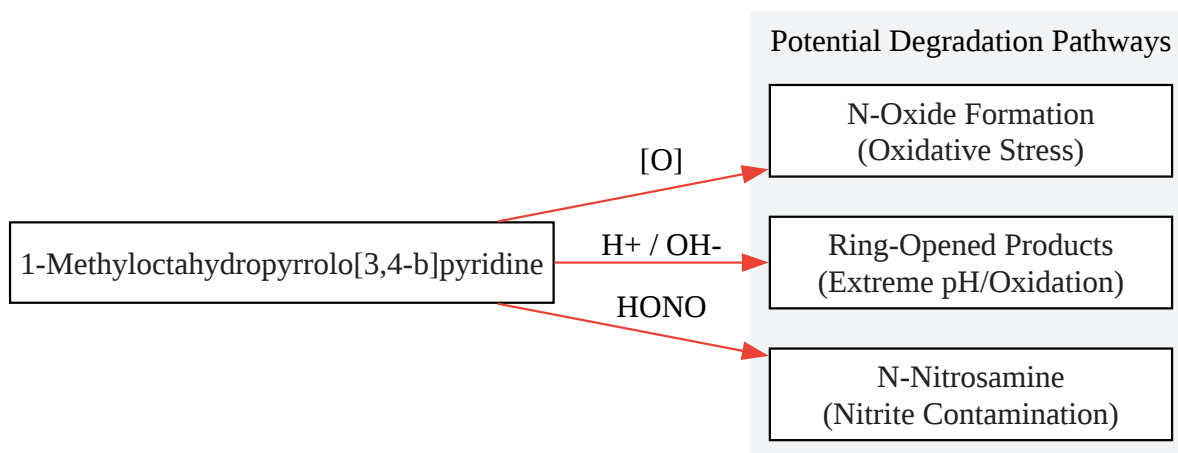 Potential Degradation Pathways
N-Oxide Formation
(Oxidative Stress)
[O]
1-Methyloctahydropyrrolo[3,4-b]pyridine
H+ / OH-
Ring-Opened Products
(Extreme pH/Oxidation)
HONO
N-Nitrosamine
(Nitrite Contamination)